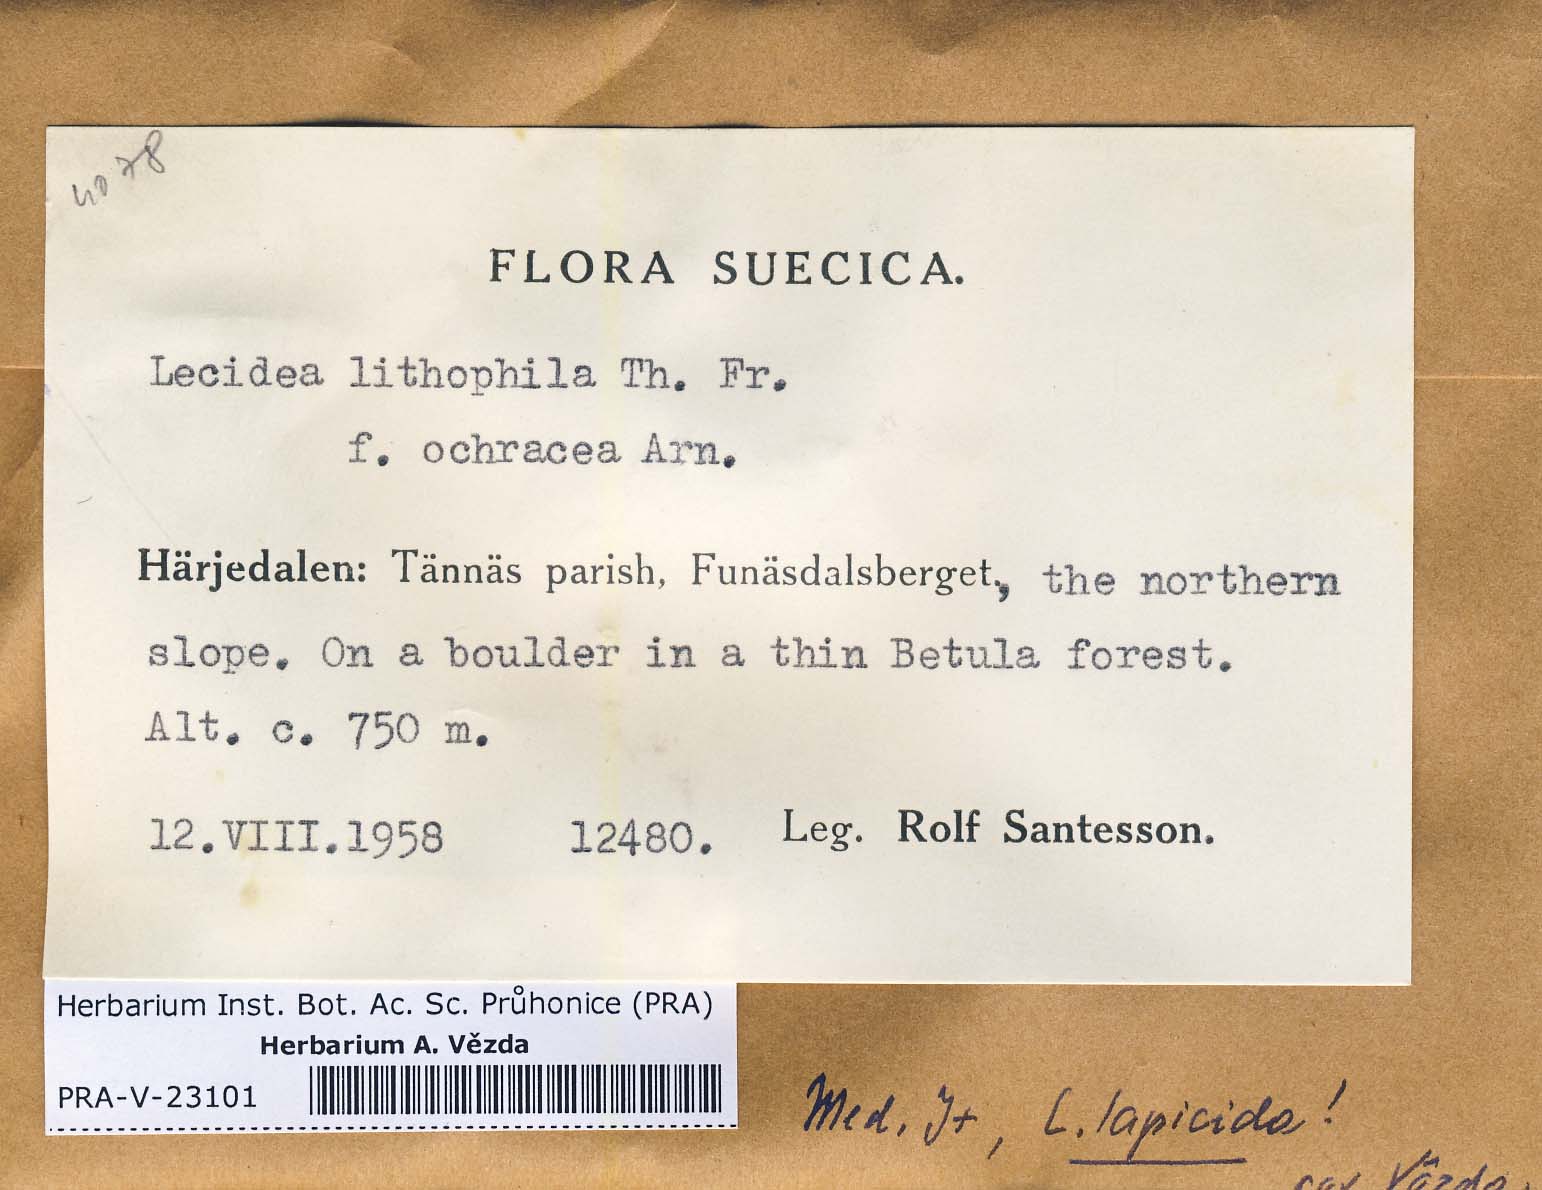 4078
FLORA SUECICA.
Lecidea lithophila Th. Fr.
f. ochracea Arn.
Härjedalen: Tännäs parish, Funäsdalsberget, the northern
slope. On a boulder in a thin Betula forest.
Alt. c. 750 m.
12.VIII.1958 12480. Leg. Rolf Santesson.
Herbarium Inst. Bot. Ac. Sc. Průhonice (PRA)
Herbarium A. Vězda
PRA-V-23101
Med. J+, L. lapicida!
Vězda